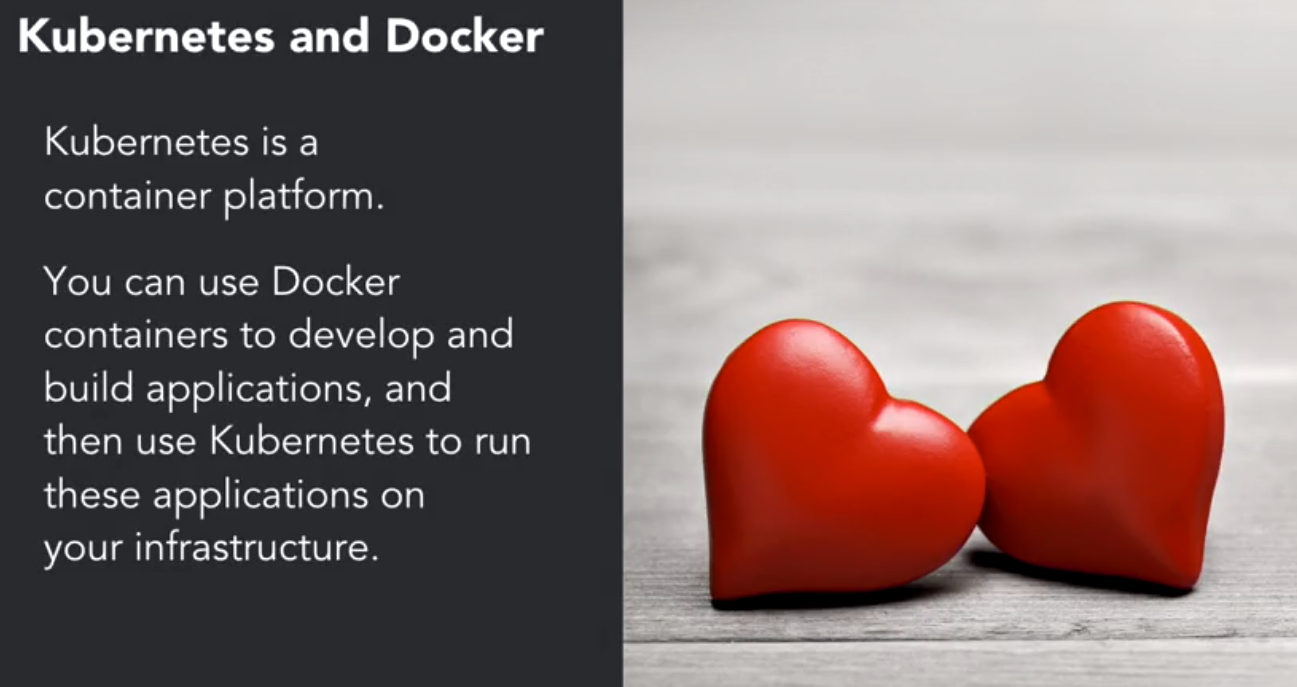 Kubernetes and Docker
Kubernetes is a
container platform.
You can use Docker
containers to develop and
build applications, and
then use Kubernetes to run
these applications on
your infrastructure.